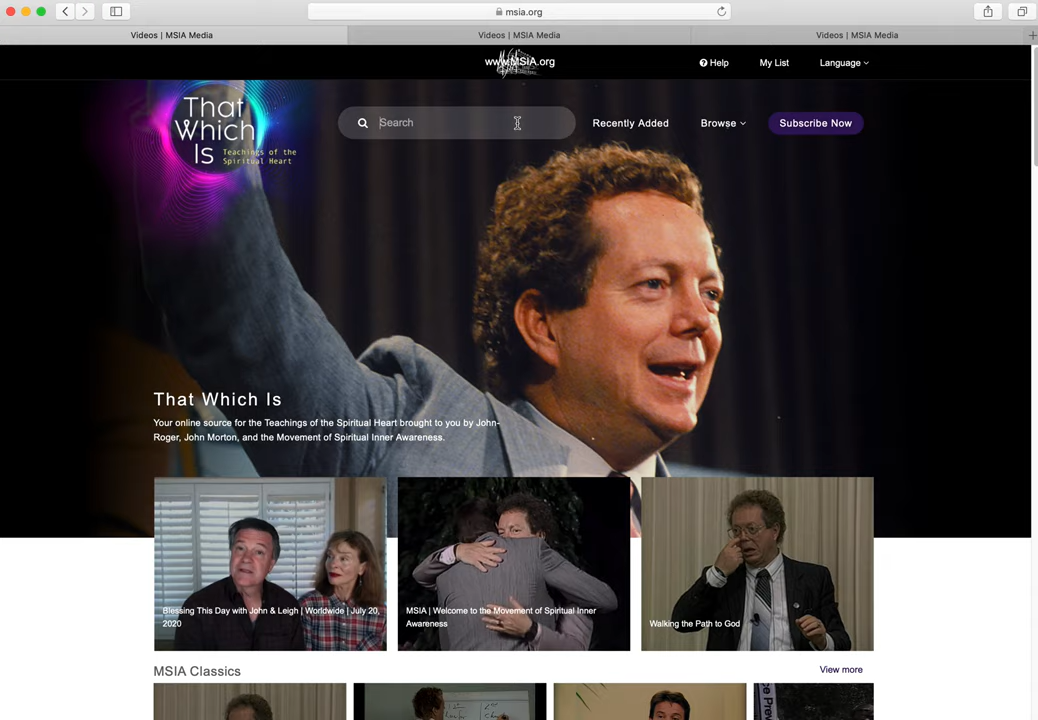 msia.org
Videos | MSIA Media
Videos | MSIA Media
Videos | MSIA Media
www.MSIA.org
Help
My List
Language
That
Which
Is
Teachings of the
Spiritual Heart
Search
Recently Added
Browse
Subscribe Now
That Which Is
Your online source for the Teachings of the Spiritual Heart brought to you by John-
Roger, John Morton, and the Movement of Spiritual Inner Awareness.
Blessing This Day with John & Leigh | Worldwide | July 20,
2020
MSIA | Welcome to the Movement of Spiritual Inner
Awareness
Walking the Path to God
MSIA Classics
View more